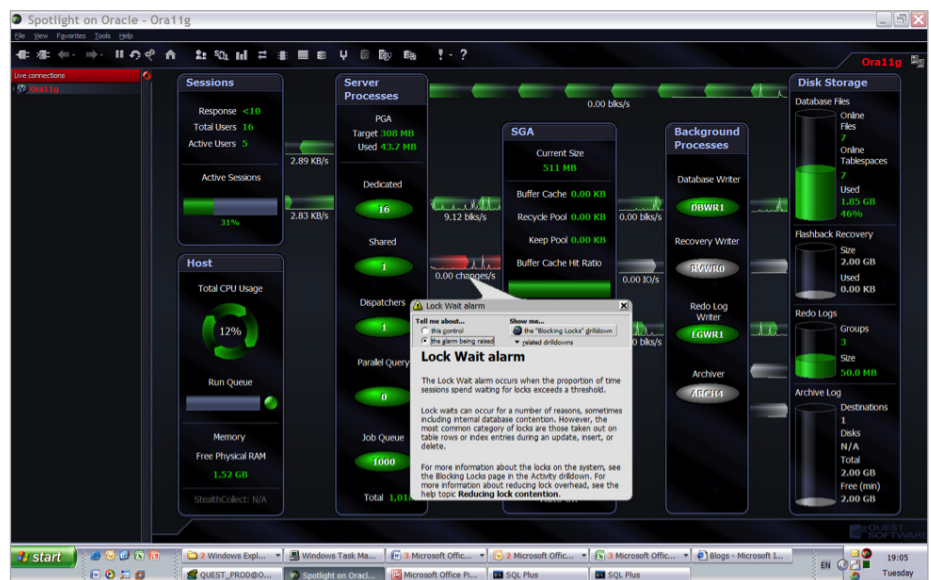 Spotlight on Oracle - Ora11g
File View Favorites Tools Help
Ora11g
Live connections
Ora11g
Sessions
Response <10
Total Users 16
Active Users 5
Active Sessions
31%
2.89 KB/s
2.83 KB/s
Host
Total CPU Usage
12%
Run Queue
Memory
Free Physical RAM
1.52 GB
StealthCollect: N/A
Server
Processes
PGA
Target 308 MB
Used 43.7 MB
Dedicated
16
Shared
1
Dispatchers
1
Parallel Query
0
Job Queue
1000
Total
0.00 blks/s
9.12 blks/s
0.00 changes/s
SGA
Current Size
511 MB
Buffer Cache 0.00 KB
Recycle Pool 0.00 KB
Keep Pool 0.00 KB
Buffer Cache Hit Ratio
0.00 blks/s
0.00 IO/s
0 blks/s
Background
Processes
Database Writer
DBWR1
Recovery Writer
RVWR0
Redo Log
Writer
LGWR1
Archiver
ARCH4
Disk Storage
Database Files
Online
Files
7
Online
Tablespaces
7
Used
1.85 GB
46%
Flashback Recovery
Size
2.00 GB
Used
0.00 KB
Redo Logs
Groups
3
Size
50.0 MB
Archive Log
Destinations
1
Disks
N/A
Total
2.00 GB
Free (min)
2.00 GB
Lock Wait alarm
Tell me about...
this control
the alarm being raised
Show me...
the "Blocking Locks" drilldown
related drilldowns
Lock Wait alarm
The Lock Wait alarm occurs when the proportion of time
sessions spend waiting for locks exceeds a threshold.
Lock waits can occur for a number of reasons, sometimes
including internal database contention. However, the
most common category of locks are those taken out on
table rows or index entries during an update, insert, or
delete.
For more information about the locks on the system, see
the Blocking Locks page in the Activity drilldown. For
more information about reducing lock overhead, see the
help topic Reducing lock contention.
QUEST
SOFTWARE
start
2 Windows Expl...
Windows Task Ma...
3 Microsoft Offic...
2 Microsoft Offic...
3 Microsoft Offic...
Blogs - Microsoft I...
EN
19:05
QUEST_PROD@O...
Spotlight on Oracl...
Microsoft Office Pi...
SQL Plus
SQL Plus
Tuesday